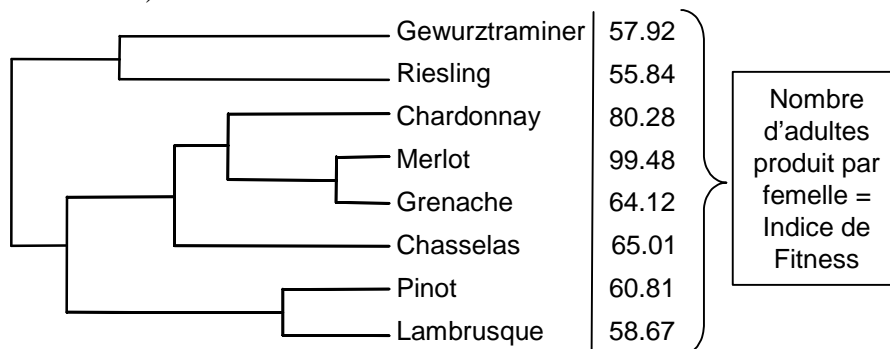 Gewurztraminer 57.92
Riesling 55.84
Chardonnay 80.28
Merlot 99.48
Grenache 64.12
Chasselas 65.01
Pinot 60.81
Lambrusque 58.67
Nombre
d'adultes
produit par
femelle =
Indice de
Fitness